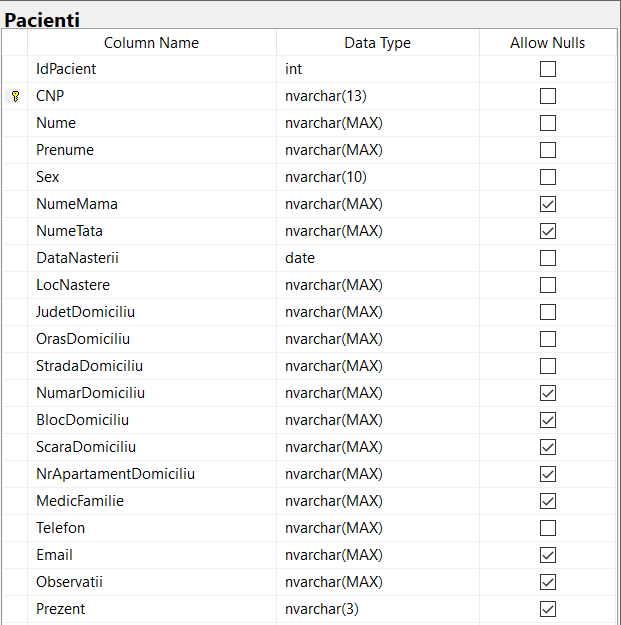 Pacienti
Column Name Data Type Allow Nulls
IdPacient int
CNP nvarchar(13)
Nume nvarchar(MAX)
Prenume nvarchar(MAX)
Sex nvarchar(10)
NumeMama nvarchar(MAX)
NumeTata nvarchar(MAX)
DataNasterii date
LocNastere nvarchar(MAX)
JudetDomiciliu nvarchar(MAX)
OrasDomiciliu nvarchar(MAX)
StradaDomiciliu nvarchar(MAX)
NumarDomiciliu nvarchar(MAX)
BlocDomiciliu nvarchar(MAX)
ScaraDomiciliu nvarchar(MAX)
NrApartamentDomiciliu nvarchar(MAX)
MedicFamilie nvarchar(MAX)
Telefon nvarchar(MAX)
Email nvarchar(MAX)
Observatii nvarchar(MAX)
Prezent nvarchar(3)